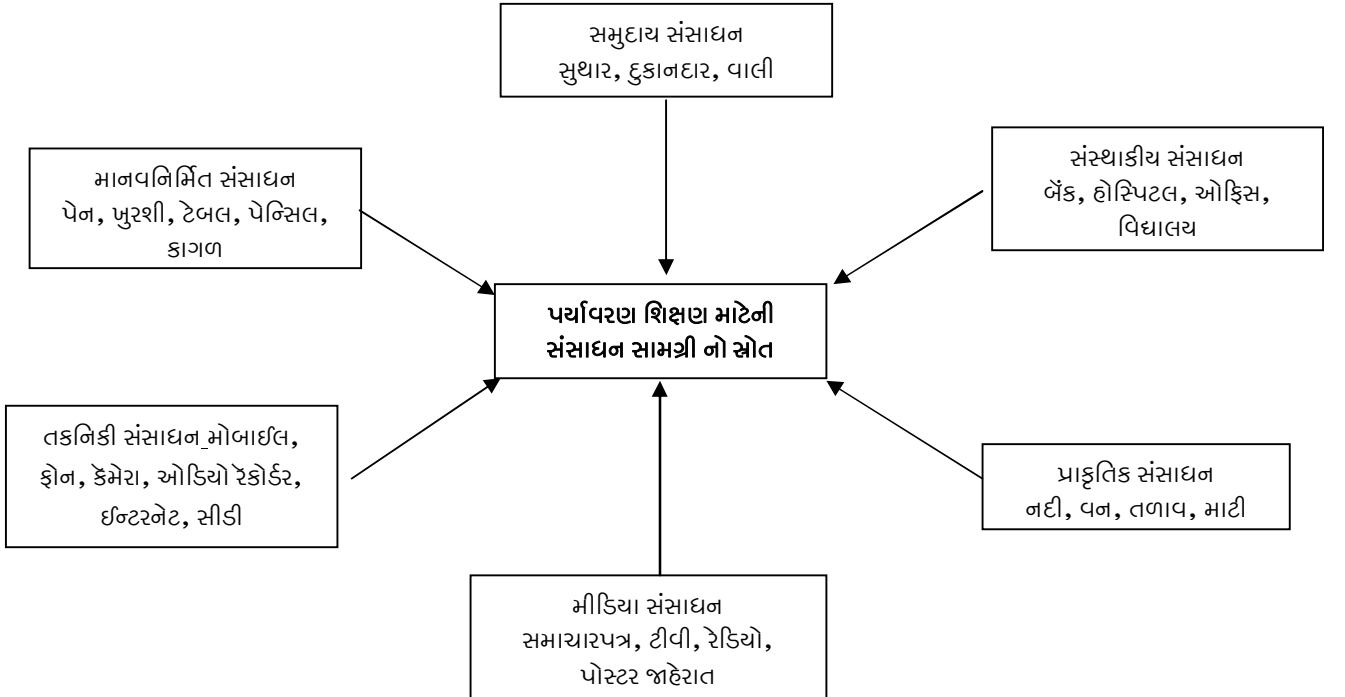 સમુદાય સંસાધન
સુથાર, દુકાનદાર, વાલી
માનવનિર્મિત સંસાધન
પેન, ખુરશી, ટેબલ, પેન્સિલ,
કાગળ
સંસ્થાકીય સંસાધન
બેંક, હોસ્પિટલ, ઓફિસ,
વિદ્યાલય
પર્યાવરણ શિક્ષણ માટેની
સંસાધન સામગ્રી નો સ્રોત
તકનિકી સંસાધન_મોબાઈલ,
ફોન, કૅમેરા, ઓડિયો રૅકોર્ડર,
ઈન્ટરનેટ, સીડી
પ્રાકૃતિક સંસાધન
નદી, વન, તળાવ, માટી
મીડિયા સંસાધન
સમાચારપત્ર, ટીવી, રેડિયો,
પોસ્ટર જાહેરાત